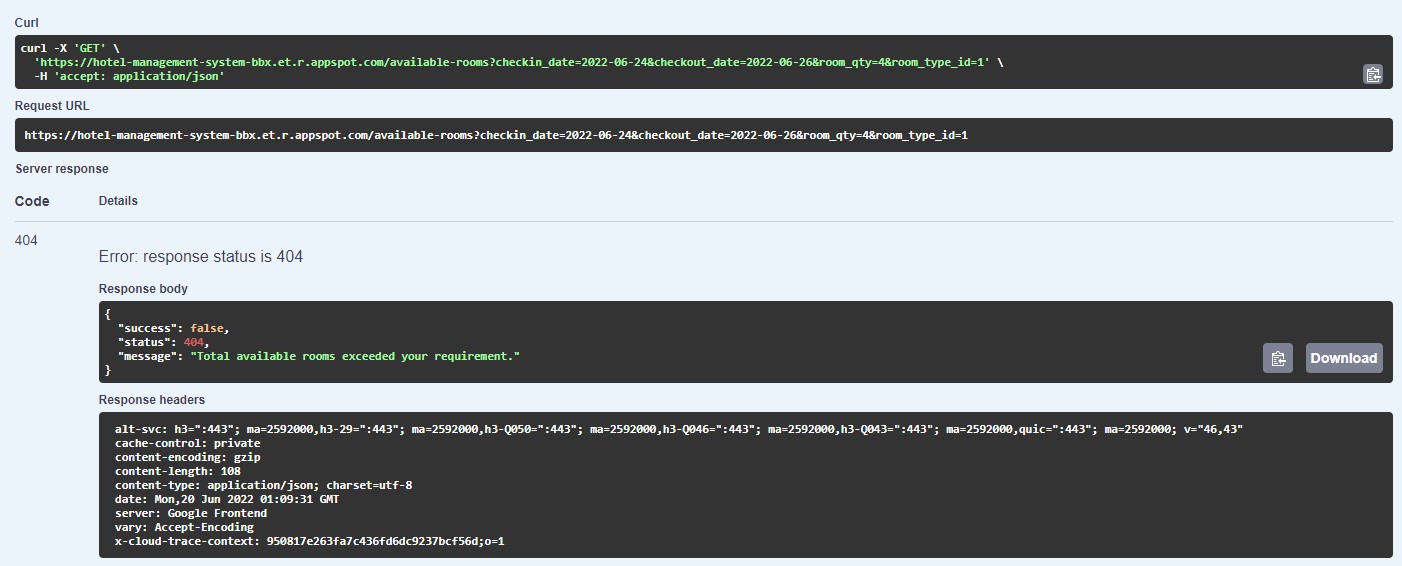 Curl
curl -X 'GET' \
'https://hotel-management-system-bbx.et.r.appspot.com/available-rooms?checkin_date=2022-06-24&checkout_date=2022-06-26&room_qty=4&room_type_id=1' \
-H 'accept: application/json'
Request URL
https://hotel-management-system-bbx.et.r.appspot.com/available-rooms?checkin_date=2022-06-24&checkout_date=2022-06-26&room_qty=4&room_type_id=1
Server response
Code Details
404
Error: response status is 404
Response body
{
"success": false,
"status": 404,
"message": "Total available rooms exceeded your requirement."
}
Download
Response headers
alt-svc: h3=":443"; ma=2592000,h3-29=":443"; ma=2592000,h3-Q050=":443"; ma=2592000,h3-Q046=":443"; ma=2592000,h3-Q043=":443"; ma=2592000,quic=":443"; ma=2592000; v="46,43"
cache-control: private
content-encoding: gzip
content-length: 108
content-type: application/json; charset=utf-8
date: Mon,20 Jun 2022 01:09:31 GMT
server: Google Frontend
vary: Accept-Encoding
x-cloud-trace-context: 950817e263fa7c436fd6dc9237bcf56d;o=1